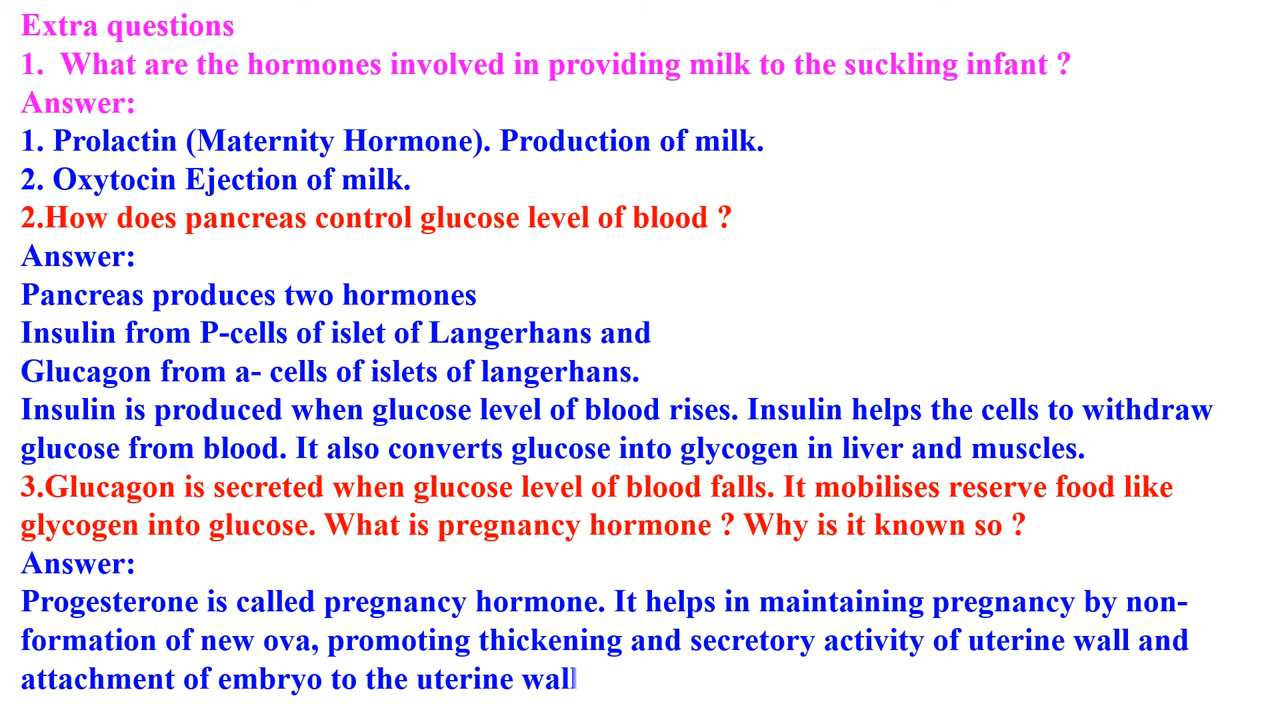 Extra questions
1.  What are the hormones involved in providing milk to the suckling infant ?
Answer:
1. Prolactin (Maternity Hormone). Production of milk.
2. Oxytocin Ejection of milk.
2.How does pancreas control glucose level of blood ?
Answer:
Pancreas produces two hormones
Insulin from P-cells of islet of Langerhans and
Glucagon from a- cells of islets of langerhans.
Insulin is produced when glucose level of blood rises. Insulin helps the cells to withdraw
glucose from blood. It also converts glucose into glycogen in liver and muscles.
3.Glucagon is secreted when glucose level of blood falls. It mobilises reserve food like
glycogen into glucose. What is pregnancy hormone ? Why is it known so ?
Answer:
Progesterone is called pregnancy hormone. It helps in maintaining pregnancy by non-
formation of new ova, promoting thickening and secretory activity of uterine wall and
attachment of embryo to the uterine wall